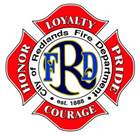 LOYALTY
HONOR
PRIDE
COURAGE
City of Redlands Fire Department
FRD
• est. 1888 •